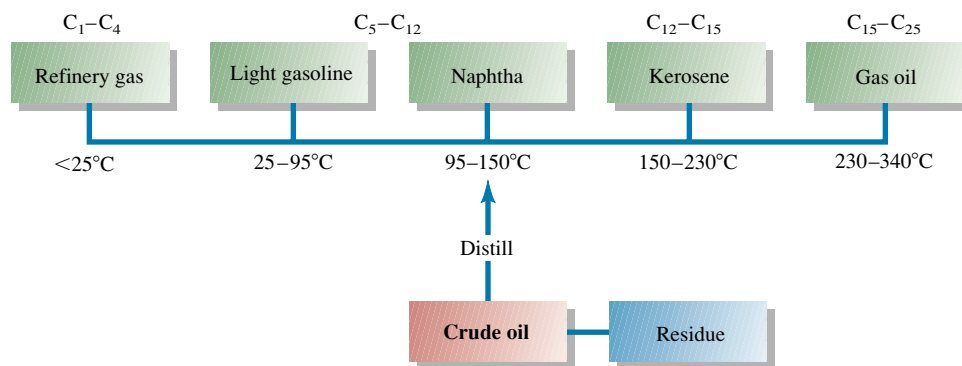 C₁–C₄ C₅–C₁₂ C₁₂–C₁₅ C₁₅–C₂₅
Refinery gas Light gasoline Naphtha Kerosene Gas oil
<25°C 25–95°C 95–150°C 150–230°C 230–340°C
Distill
Crude oil Residue